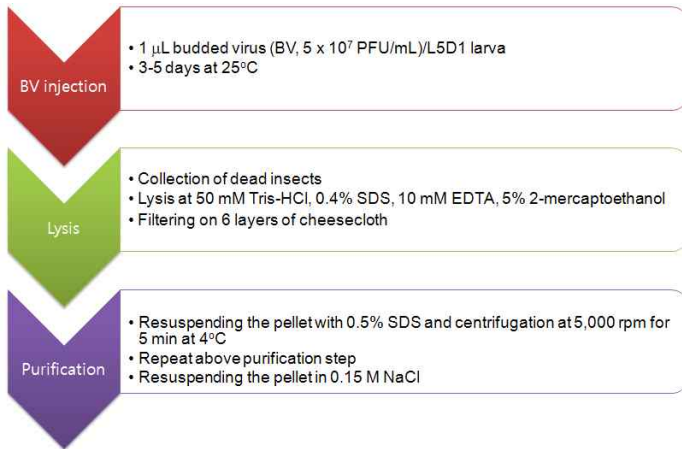 BV injection
• 1 μL budded virus (BV, 5 x 10⁷ PFU/mL)/L5D1 larva
• 3-5 days at 25°C
Lysis
• Collection of dead insects
• Lysis at 50 mM Tris-HCl, 0.4% SDS, 10 mM EDTA, 5% 2-mercaptoethanol
• Filtering on 6 layers of cheesecloth
Purification
• Resuspending the pellet with 0.5% SDS and centrifugation at 5,000 rpm for
5 min at 4°C
• Repeat above purification step
• Resuspending the pellet in 0.15 M NaCl